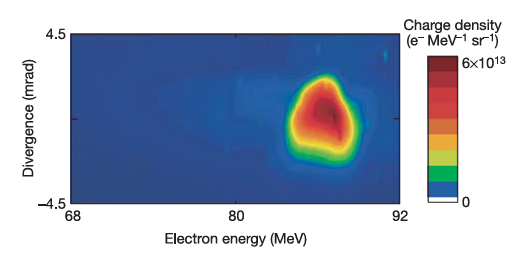 Charge density
(e⁻ MeV⁻¹ sr⁻¹)
4.5
6×10¹³
Divergence (mrad)
−4.5
0
68
80
92
Electron energy (MeV)